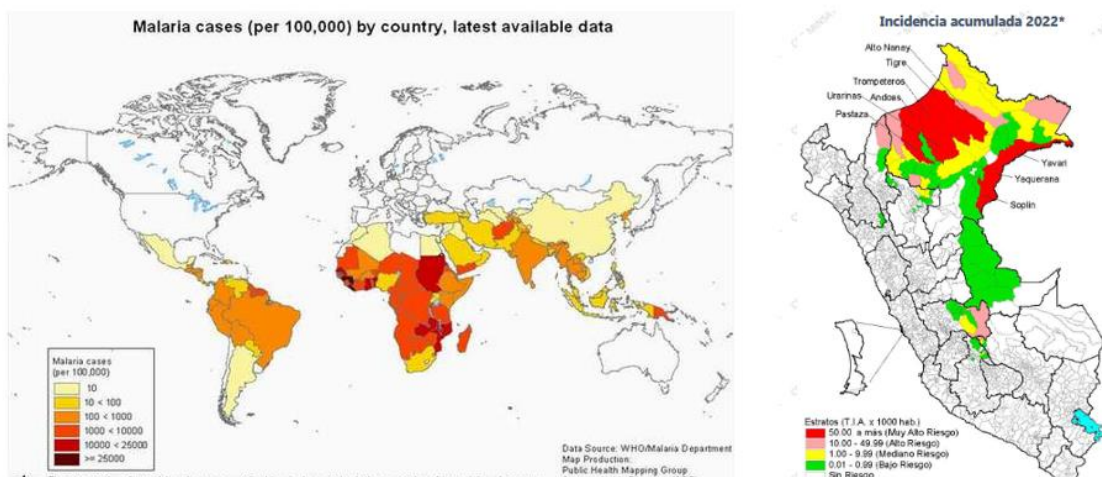 Malaria cases (per 100,000) by country, latest available data
Malaria cases
(per 100,000)
10
10 < 100
100 < 1000
1000 < 10000
10000 < 25000
>= 25000
Data Source: WHO/Malaria Department
Map Production:
Public Health Mapping Group
Incidencia acumulada 2022*
Alto Nanay
Tigre
Trompeteros
Urarinas
Andoas
Pastaza
Yavari
Yaquerana
Soplin
Estratos (T.I.A. x 1000 hab.)
50.00 a más (Muy Alto Riesgo)
10.00 - 49.99 (Alto Riesgo)
1.00 - 9.99 (Mediano Riesgo)
0.01 - 0.99 (Bajo Riesgo)
Sin Riesgo